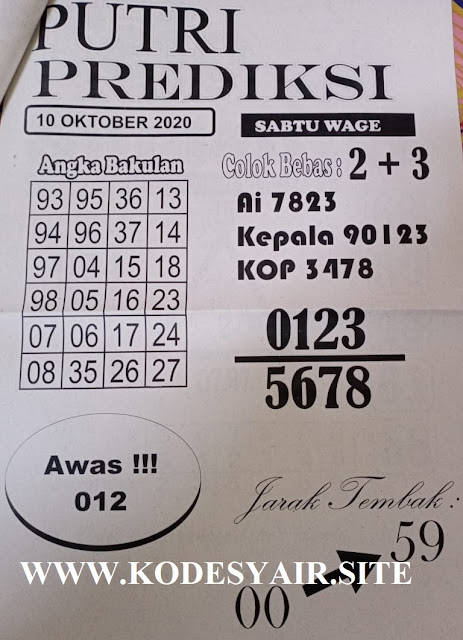 PUTRI
PREDIKSI
10 OKTOBER 2020
SABTU WAGE
Angka Bakulan
93 95 36 13
94 96 37 14
97 04 15 18
98 05 16 23
07 06 17 24
08 35 26 27
Colok Bebas : 2 + 3
Ai 7823
Kepala 90123
KOP 3478
0123
5678
Awas !!!
012
Jarak Tembak :
59
00
WWW.KODESYAIR.SITE